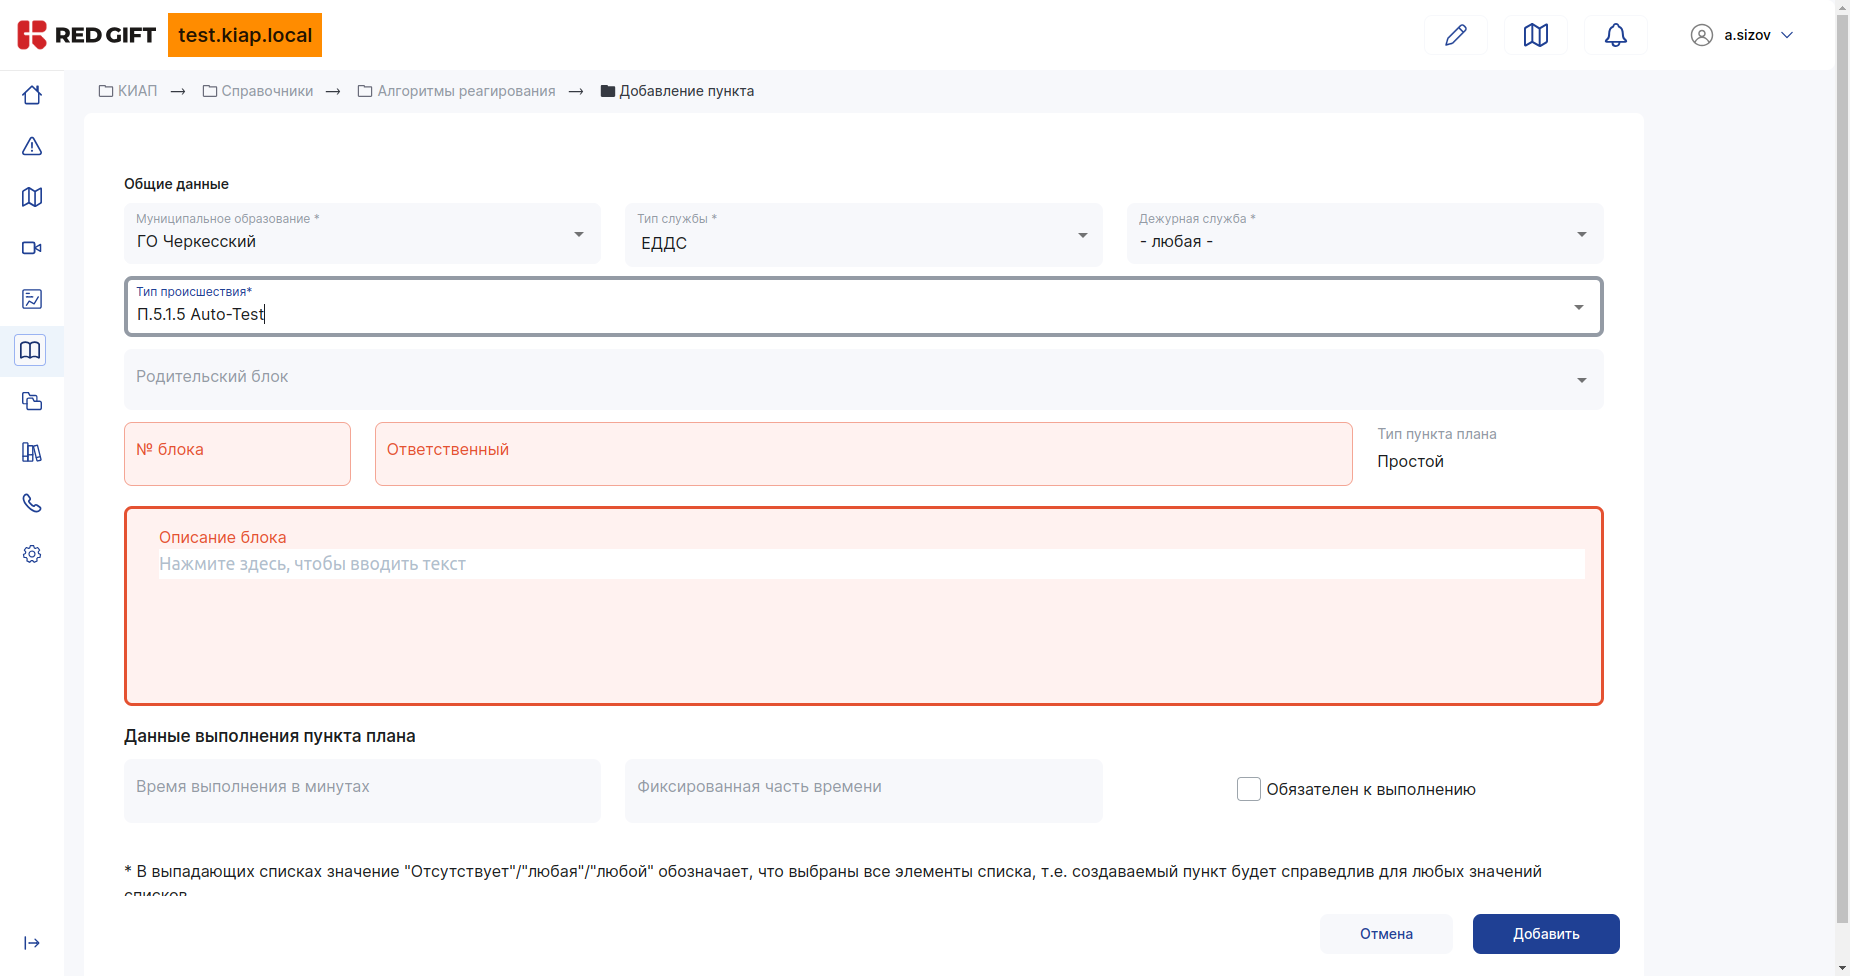 RED GIFT
test.kiap.local
a.sizov
КИАП → Справочники → Алгоритмы реагирования → Добавление пункта
Общие данные
Муниципальное образование *
ГО Черкесский
Тип службы *
ЕДДС
Дежурная служба *
- любая -
Тип происшествия*
П.5.1.5 Auto-Test
Родительский блок
№ блока
Ответственный
Тип пункта плана
Простой
Описание блока
Нажмите здесь, чтобы вводить текст
Данные выполнения пункта плана
Время выполнения в минутах
Фиксированная часть времени
Обязателен к выполнению
* В выпадающих списках значение "Отсутствует"/"любая"/"любой" обозначает, что выбраны все элементы списка, т.е. создаваемый пункт будет справедлив для любых значений
списков
Отмена
Добавить